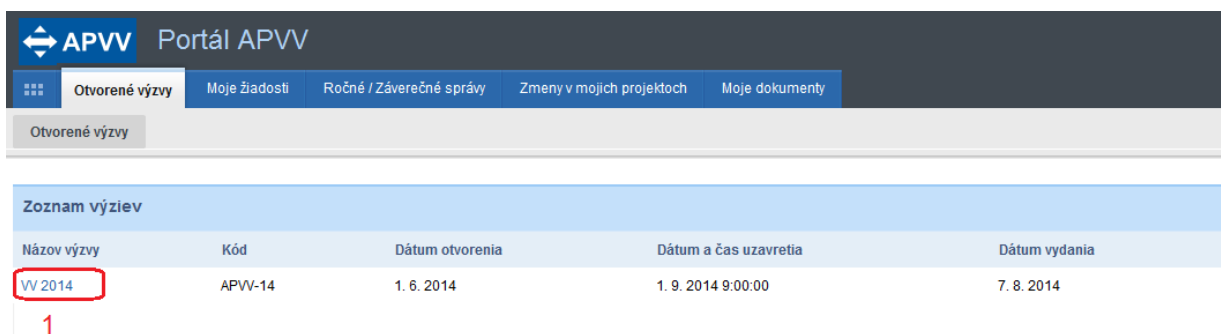 APVV Portál APVV
Otvorené výzvy Moje žiadosti Ročné / Záverečné správy Zmeny v mojich projektoch Moje dokumenty
Otvorené výzvy
Zoznam výziev
Názov výzvy Kód Dátum otvorenia Dátum a čas uzavretia Dátum vydania
VV 2014 APVV-14 1. 6. 2014 1. 9. 2014 9:00:00 7. 8. 2014
1